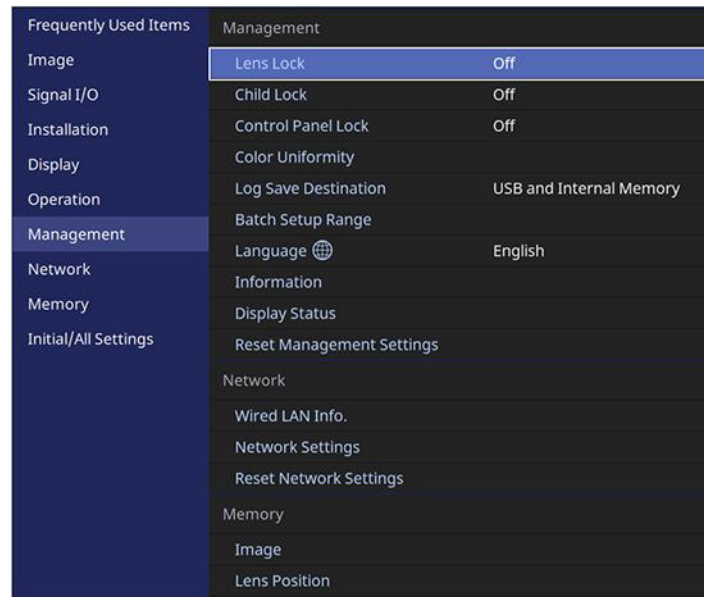 Frequently Used Items
Image
Signal I/O
Installation
Display
Operation
Management
Network
Memory
Initial/All Settings
Management
Lens Lock Off
Child Lock Off
Control Panel Lock Off
Color Uniformity
Log Save Destination USB and Internal Memory
Batch Setup Range
Language English
Information
Display Status
Reset Management Settings
Network
Wired LAN Info.
Network Settings
Reset Network Settings
Memory
Image
Lens Position